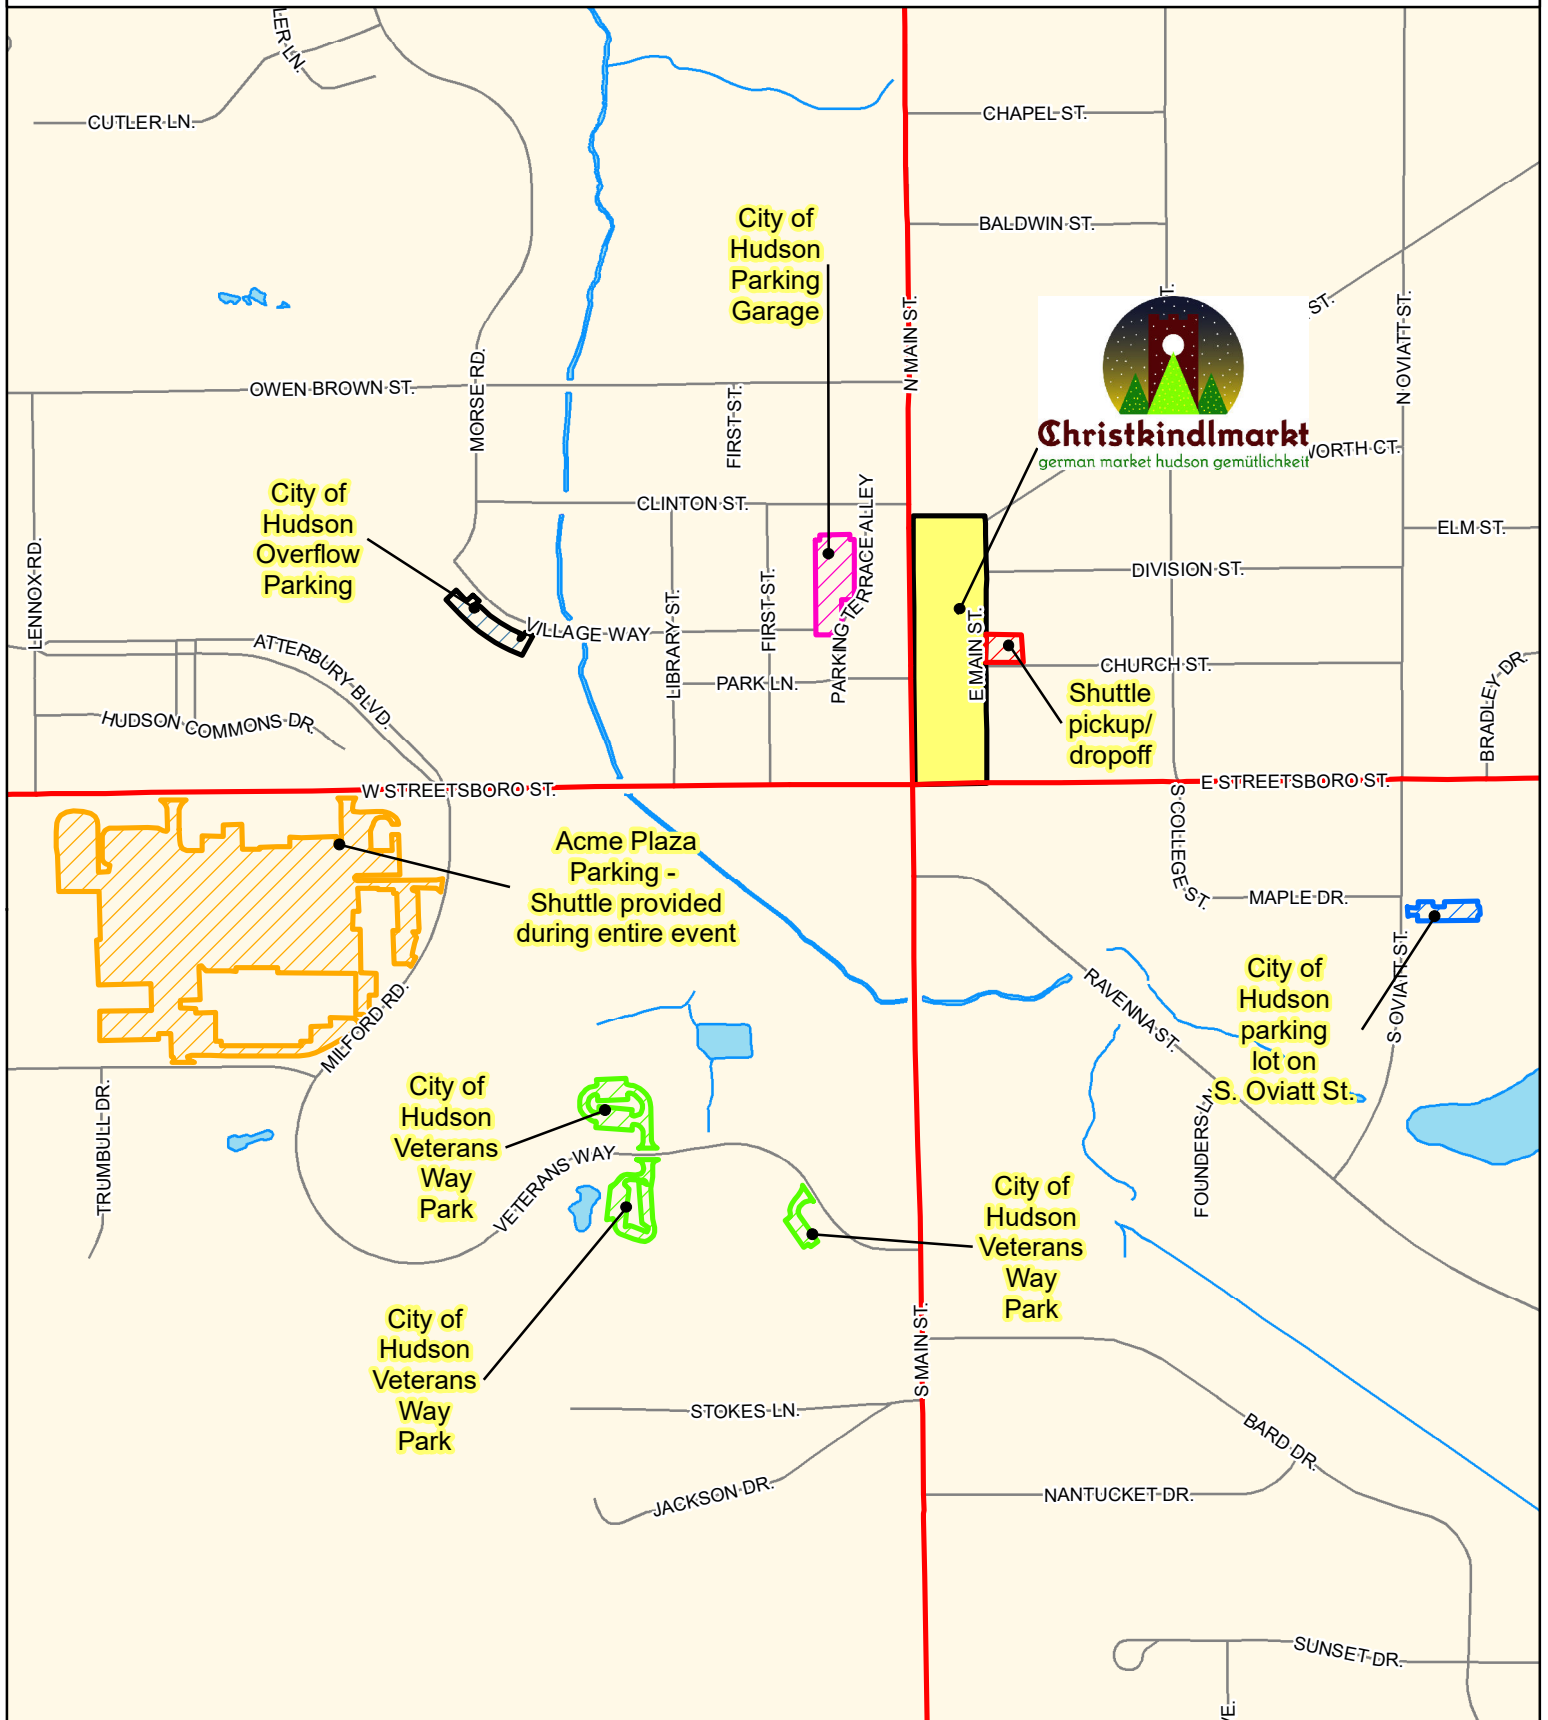 LER LN.
CUTLER LN.
CHAPEL ST.
BALDWIN ST.
City of
Hudson
Parking
Garage
N MAIN ST.
T.
ST.
N OVIATT ST.
MORSE RD.
OWEN BROWN ST.
FIRST ST.
Christkindlmarkt
german market hudson gemütlichkeit
WORTH CT.
City of
Hudson
Overflow
Parking
CLINTON ST.
PARKING TERRACE ALLEY
ELM ST.
LENNOX RD.
DIVISION ST.
VILLAGE WAY
LIBRARY ST.
FIRST ST.
E MAIN ST.
ATTERBURY BLVD.
PARK LN.
CHURCH ST.
Shuttle
pickup/
dropoff
BRADLEY DR.
HUDSON COMMONS DR.
W STREETSBORO ST.
E STREETSBORO ST.
Acme Plaza
Parking -
Shuttle provided
during entire event
S COLLEGE ST.
MAPLE DR.
S OVIATT ST.
City of
Hudson
parking
lot on
S. Oviatt St.
RAVENNA ST.
MILFORD RD.
TRUMBULL DR.
City of
Hudson
Veterans
Way
Park
VETERANS WAY
FOUNDERS LN.
City of
Hudson
Veterans
Way
Park
City of
Hudson
Veterans
Way
Park
S MAIN ST.
STOKES LN.
BARD DR.
JACKSON DR.
NANTUCKET DR.
SUNSET DR.
VE.